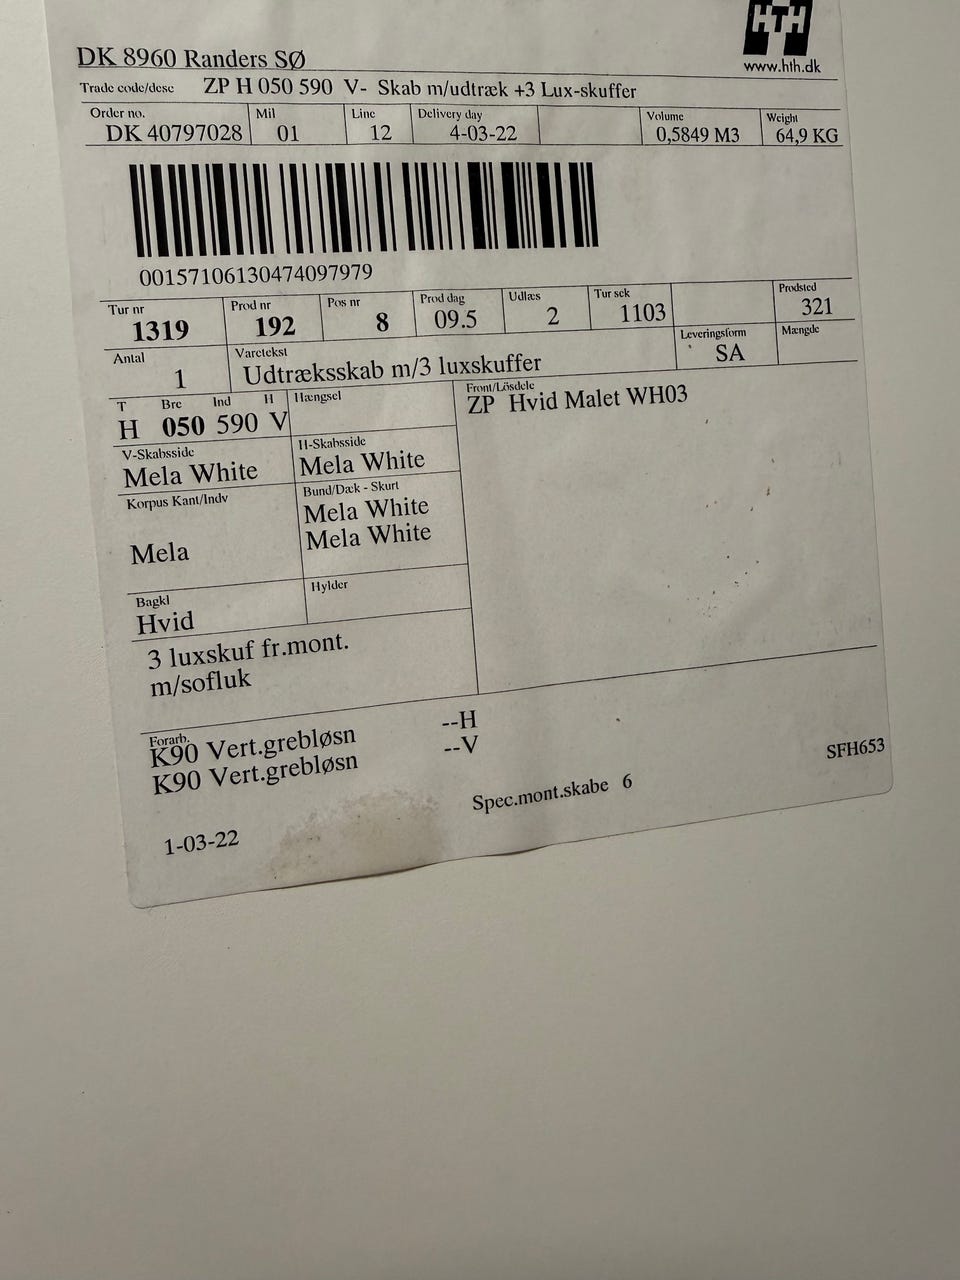 HTH
DK 8960 Randers SØ
www.hth.dk
Trade code/desc ZP H 050 590 V- Skab m/udtræk +3 Lux-skuffer
Order no. Mil Line Delivery day Volume Weight
DK 40797028 01 12 4-03-22 0,5849 M3 64,9 KG
00157106130474097979
Tur nr Prod nr Pos nr Prod dag Udlæs Tur sek Prodsted
1319 192 8 09.5 2 1103 321
Antal Varetekst Leveringsform Mængde
1 Udtræksskab m/3 luxskuffer SA
T Bre Ind H Hængsel Front/Lösdele
H 050 590 V ZP Hvid Malet WH03
V-Skabsside H-Skabsside
Mela White Mela White
Korpus Kant/Indv Bund/Dæk - Skurt
Mela White
Mela Mela White
Bagkl Hylder
Hvid
3 luxskuf fr.mont.
m/sofluk
Forarb.
K90 Vert.grebløsn --H
K90 Vert.grebløsn --V
Spec.mont.skabe 6 SFH653
1-03-22